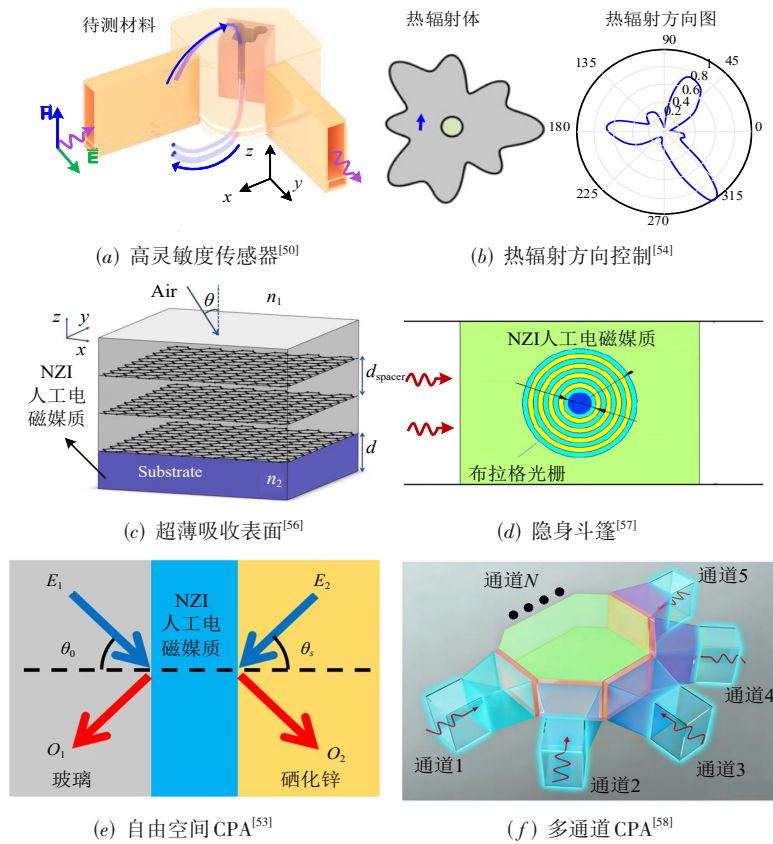 待测材料
H
E
z
x
y
(a) 高灵敏度传感器[50]
热辐射体
热辐射方向图
90
135
45
1
0.8
0.6
0.4
0.2
180
0
225
315
270
(b) 热辐射方向控制[54]
Air
θ
n1
z
y
x
NZI
人工电
磁媒质
dspacer
d
Substrate
n2
(c) 超薄吸收表面[56]
NZI人工电磁媒质
布拉格光栅
(d) 隐身斗篷[57]
E1
NZI
人工电
磁媒质
E2
θ0
θs
O1
O2
玻璃
硒化锌
(e) 自由空间CPA[53]
通道N
通道5
通道4
通道1
通道2
通道3
(f) 多通道CPA[58]